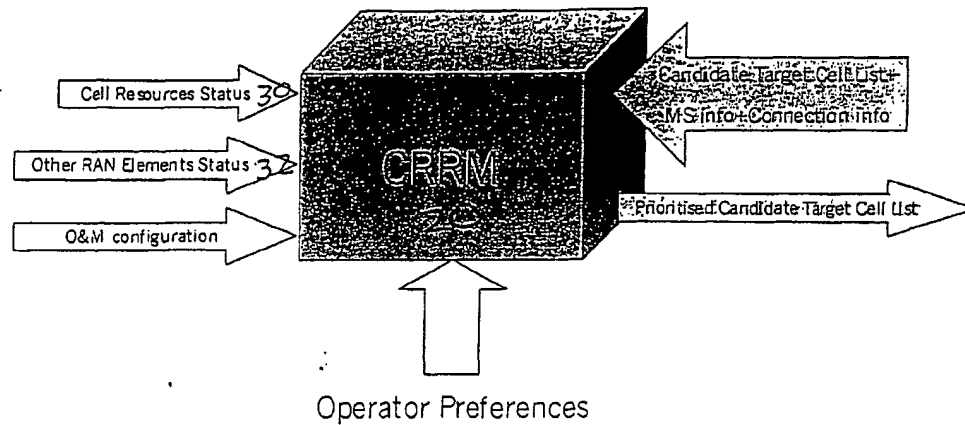 Cell Resources Status 30
Candidate Target Cell List+
MS info+Connection info
Other RAN Elements Status 32
CRRM
Prioritised Candidate Target Cell List
O&M configuration
Operator Preferences